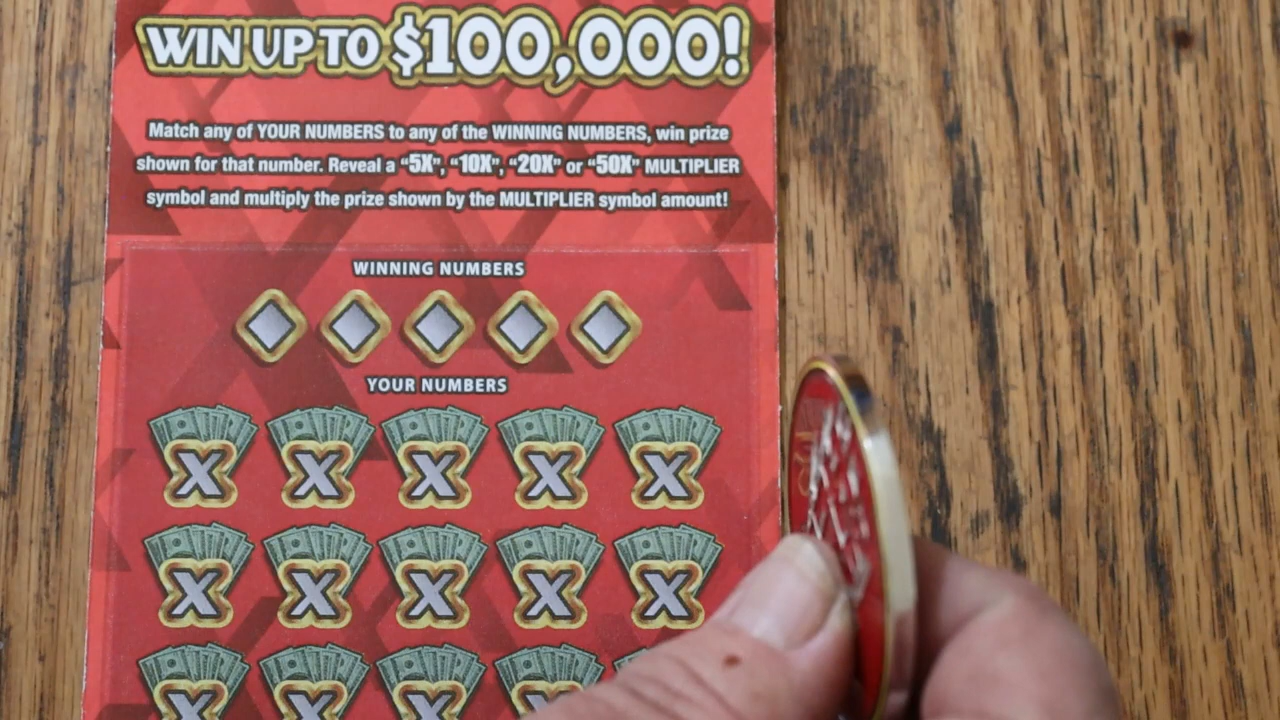 WIN UP TO $100,000!
Match any of YOUR NUMBERS to any of the WINNING NUMBERS, win prize
shown for that number. Reveal a "5X", "10X", "20X" or "50X" MULTIPLIER
symbol and multiply the prize shown by the MULTIPLIER symbol amount!
WINNING NUMBERS
YOUR NUMBERS
X X X X X
X X X X X
X X X X